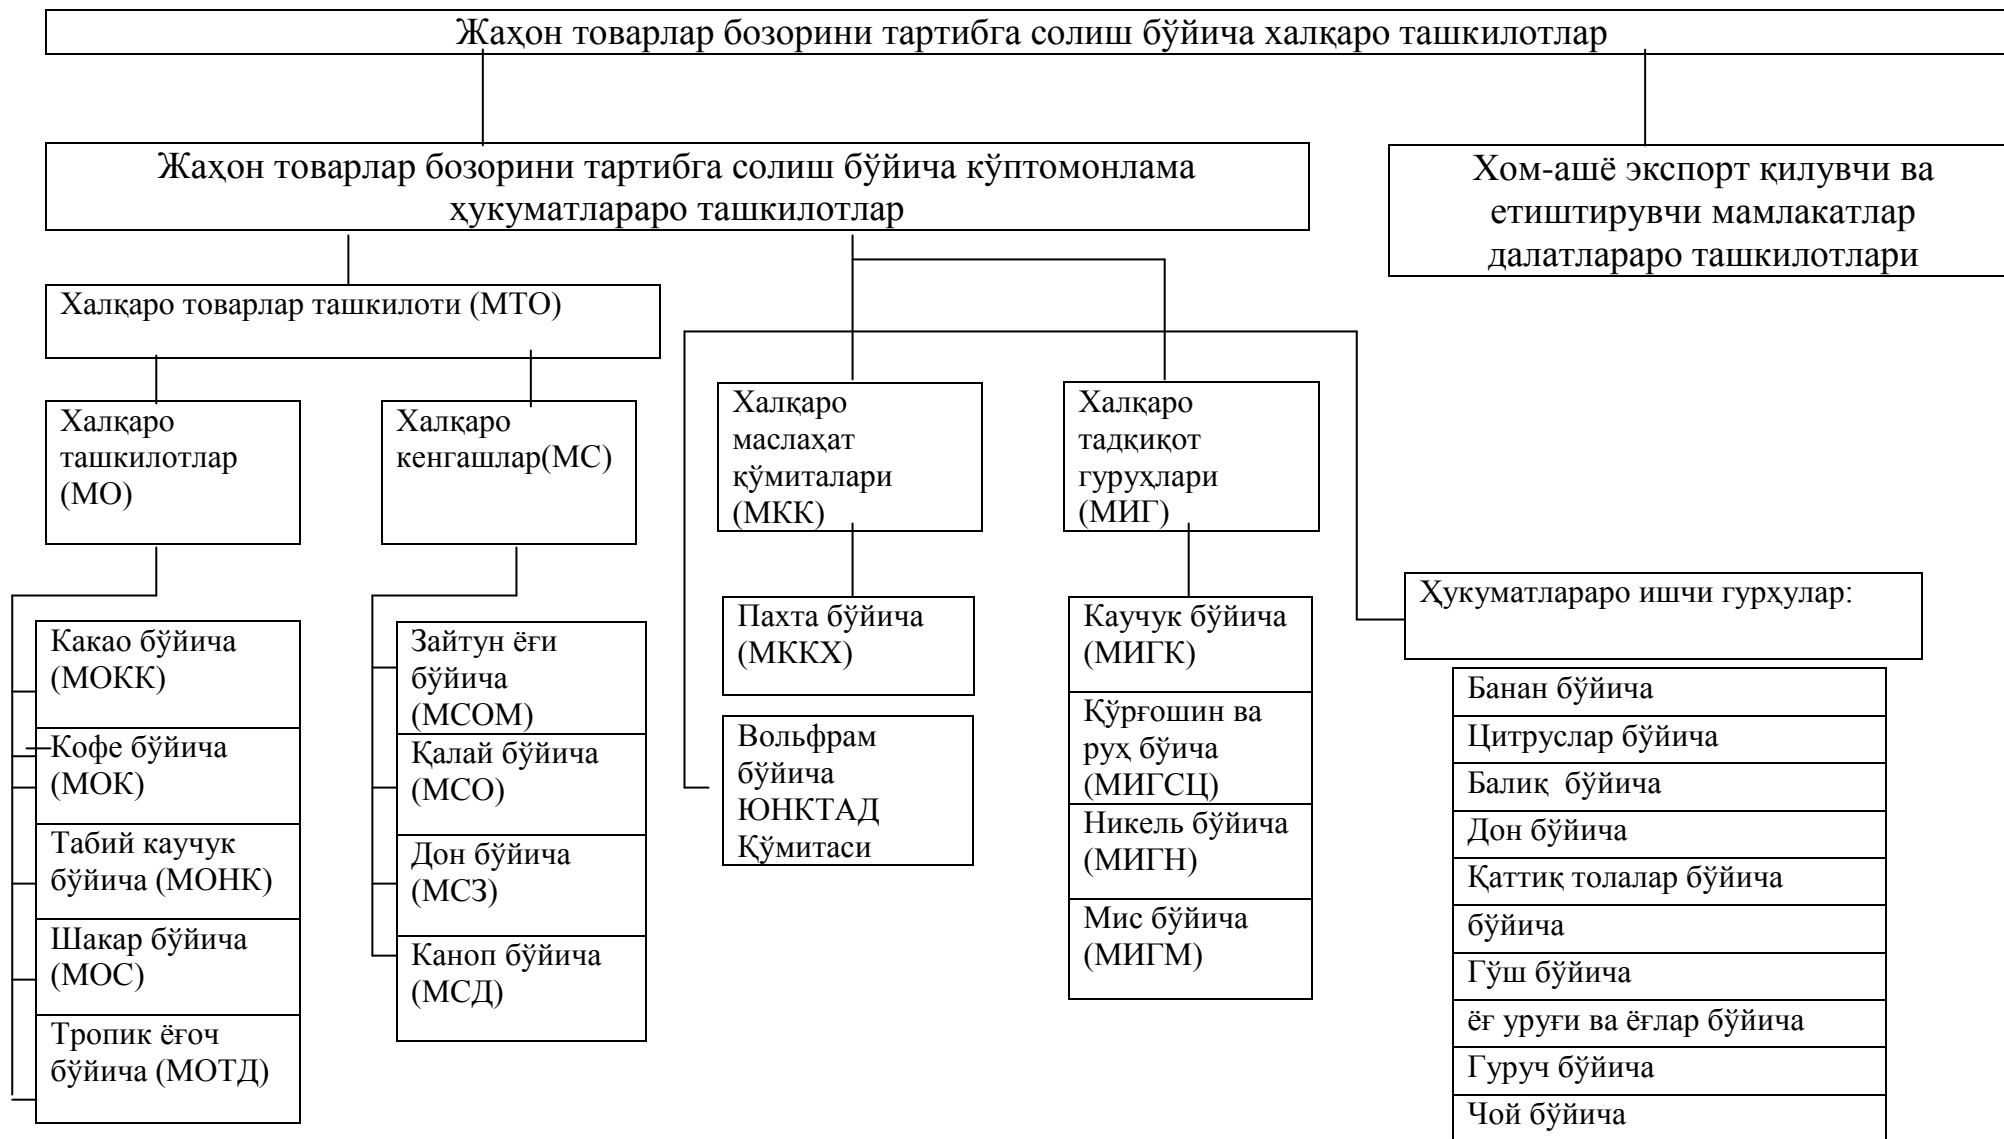 Жаҳон товарлар бозорини тартибга солиш бўйича халқаро ташкилотлар
Жаҳон товарлар бозорини тартибга солиш бўйича кўптомонлама
ҳукуматлараро ташкилотлар
Хом-ашё экспорт қилувчи ва
етиштирувчи мамлакатлар
далатлараро ташкилотлари
Халқаро товарлар ташкилоти (МТО)
Халқаро
ташкилотлар
(МО)
Халқаро
кенгашлар(МС)
Халқаро
маслаҳат
қўмиталари
(МКК)
Халқаро
тадқиқот
гуруҳлари
(МИГ)
Ҳукуматлараро ишчи гурҳулар:
Какао бўйича
(МОКК)
Кофе бўйича
(МОК)
Табий каучук
бўйича (МОНК)
Шакар бўйича
(МОС)
Тропик ёғоч
бўйича (МОТД)
Зайтун ёғи
бўйича
(МСОМ)
Қалай бўйича
(МСО)
Дон бўйича
(МСЗ)
Каноп бўйича
(МСД)
Пахта бўйича
(МККХ)
Вольфрам
бўйича
ЮНКТАД
Қўмитаси
Каучук бўйича
(МИГК)
Қўрғошин ва
руҳ бўича
(МИГСЦ)
Никель бўйича
(МИГН)
Мис бўйича
(МИГМ)
Банан бўйича
Цитруслар бўйича
Балиқ бўйича
Дон бўйича
Қаттиқ толалар бўйича
бўйича
Гўш бўйича
ёғ уруғи ва ёғлар бўйича
Гуруч бўйича
Чой бўйича